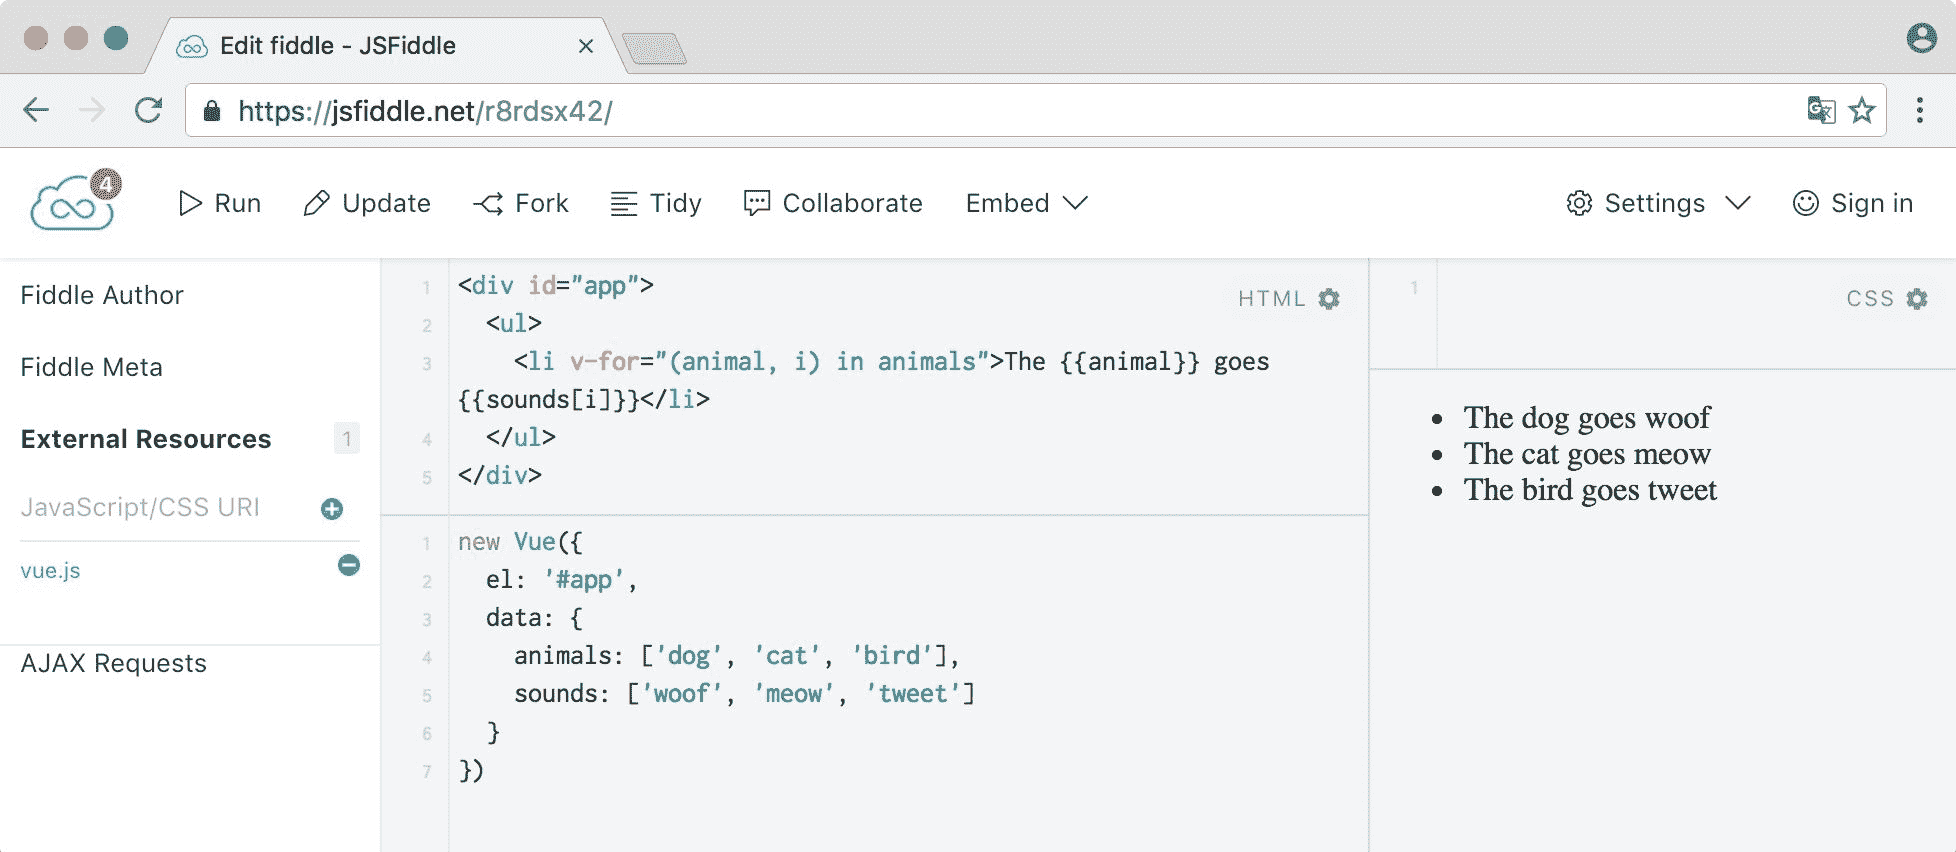 Edit fiddle - JSFiddle
https://jsfiddle.net/r8rdsx42/
4
Run Update Fork Tidy Collaborate Embed Settings Sign in
Fiddle Author
Fiddle Meta
External Resources 1
JavaScript/CSS URI
vue.js
AJAX Requests
HTML
1 <div id="app">
2 <ul>
3 <li v-for="(animal, i) in animals">The {{animal}} goes
{{sounds[i]}}</li>
4 </ul>
5 </div>
1 new Vue({
2 el: '#app',
3 data: {
4 animals: ['dog', 'cat', 'bird'],
5 sounds: ['woof', 'meow', 'tweet']
6 }
7 })
1
CSS
• The dog goes woof
• The cat goes meow
• The bird goes tweet